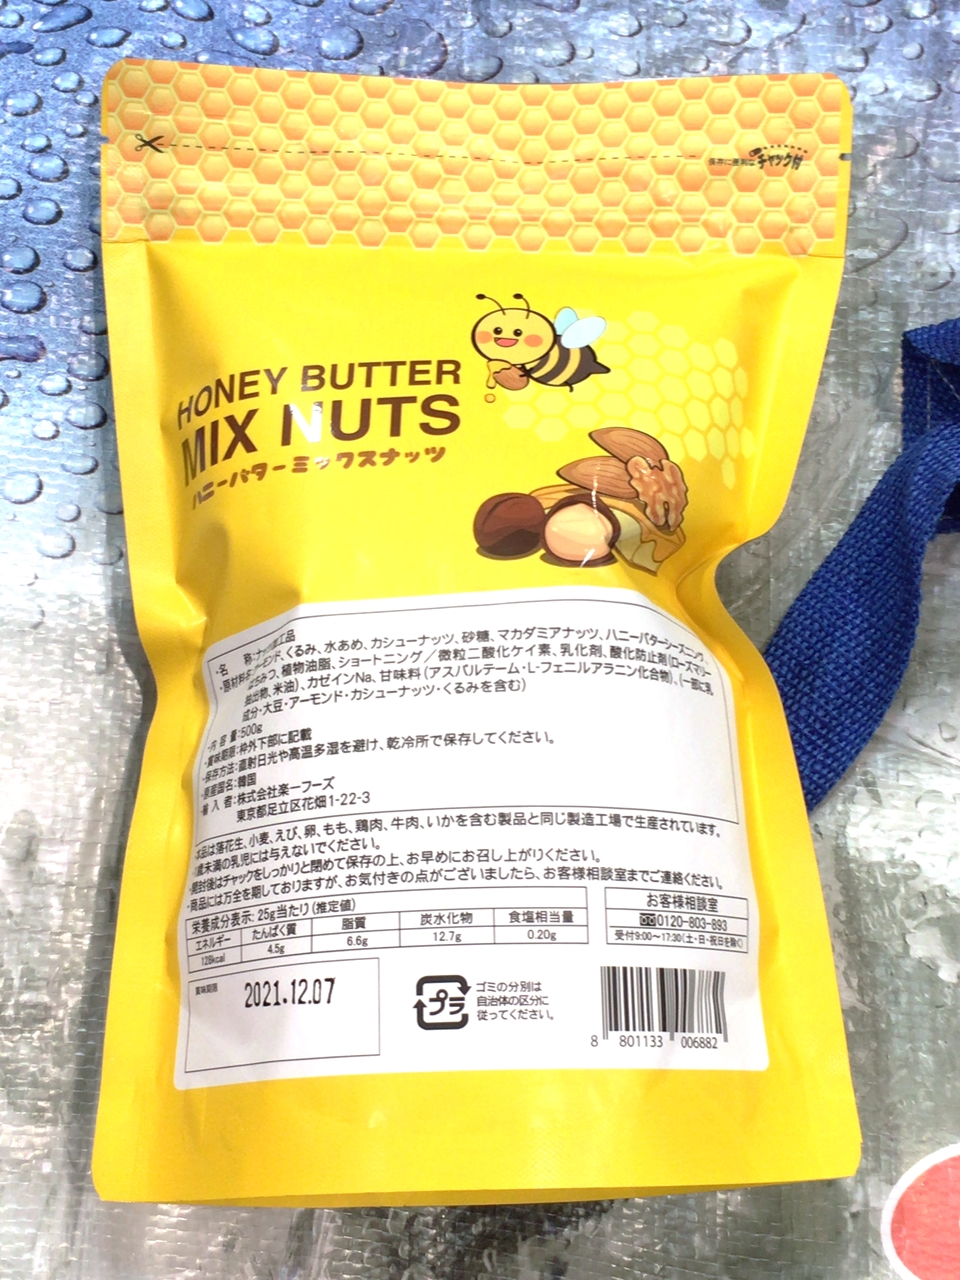 保存に便利な チャック付
HONEY BUTTER
MIX NUTS
ハニーバターミックスナッツ
・名 称:ナッツ加工品
・原材料名:アーモンド、くるみ、水あめ、カシューナッツ、砂糖、マカダミアナッツ、ハニーバターシーズニング、
はちみつ、植物油脂、ショートニング／微粒二酸化ケイ素、乳化剤、酸化防止剤(ローズマリー
抽出物、米油)、カゼインNa、甘味料(アスパルテーム・L-フェニルアラニン化合物)、(一部に乳
成分・大豆・アーモンド・カシューナッツ・くるみを含む)
・内 容 量:500g
・賞味期限:枠外下部に記載
・保存方法:直射日光や高温多湿を避け、乾冷所で保存してください。
・原産国名:韓国
・輸 入 者:株式会社楽一フーズ
東京都足立区花畑1-22-3
本品は落花生、小麦、えび、卵、もも、鶏肉、牛肉、いかを含む製品と同じ製造工場で生産されています。
歳未満の乳児には与えないでください。
・開封後はチャックをしっかりと閉めて保存の上、お早めにお召し上がりください。
・商品には万全を期しておりますが、お気付きの点がございましたら、お客様相談室までご連絡ください。
栄養成分表示: 25g当たり(推定値)
エネルギー たんぱく質 脂質 炭水化物 食塩相当量
128kcal 4.5g 6.6g 12.7g 0.20g
お客様相談室
0120-803-893
受付9:00〜17:30(土・日・祝日を除く)
賞味期限
2021.12.07
プラ
ゴミの分別は
自治体の区分に
従ってください。
8 801133 006882